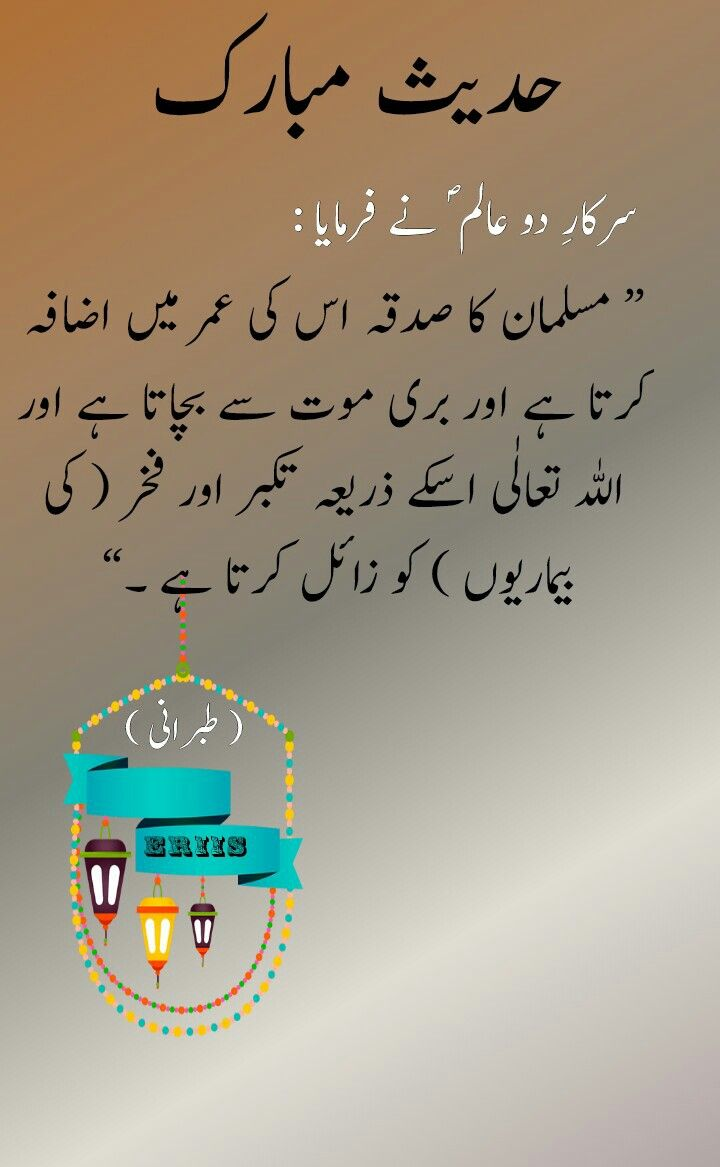 حدیث مبارک
سرکارِ دو عالم ؐ نے فرمایا :
” مسلمان کا صدقہ اس کی عمر میں اضافہ
کرتا ہے اور بری موت سے بچاتا ہے اور
اللہ تعالٰی اسکے ذریعہ تکبر اور فخر ( کی
بیماریوں ) کو زائل کرتا ہے ۔“
( طبرانی )
ERIIS